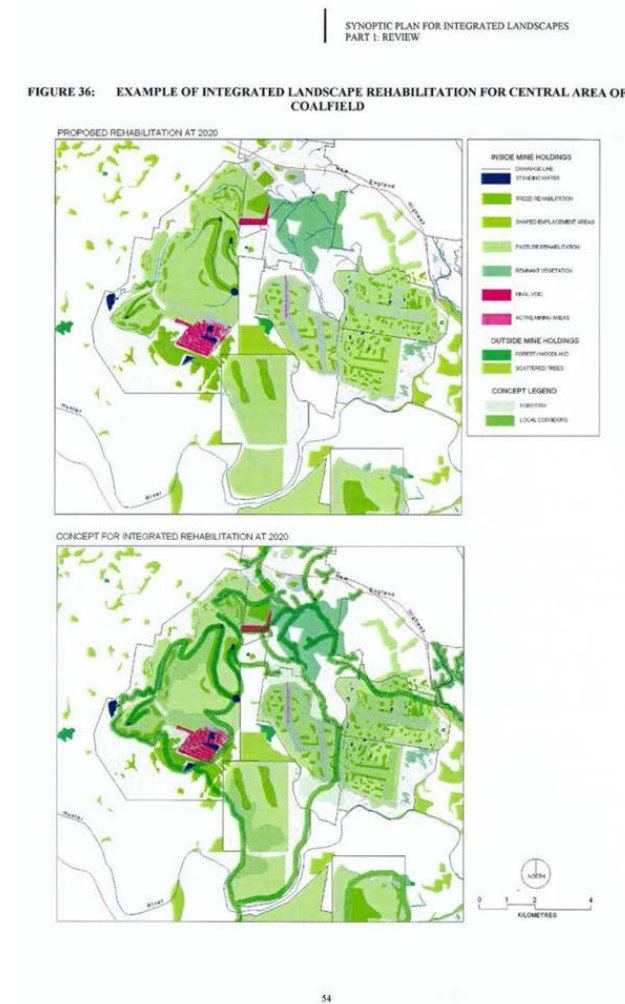 SYNOPTIC PLAN FOR INTEGRATED LANDSCAPES
PART 1: REVIEW
FIGURE 36: EXAMPLE OF INTEGRATED LANDSCAPE REHABILITATION FOR CENTRAL AREA OF
COALFIELD
PROPOSED REHABILITATION AT 2020
New England Highway
Hunter
River
INSIDE MINE HOLDINGS
DRAINAGE LINE
STANDING WATER
TREED REHABILITATION
SHAPED EMPLACEMENT AREAS
PASTURE REHABILITATION
REMNANT VEGETATION
FINAL VOID
ACTIVE MINING AREAS
OUTSIDE MINE HOLDINGS
FOREST / WOODLAND
SCATTERED TREES
CONCEPT LEGEND
FORESTRY
LOCAL CORRIDORS
CONCEPT FOR INTEGRATED REHABILITATION AT 2020
New England Highway
Hunter
River
NORTH
0 1 2 4
KILOMETRES
54